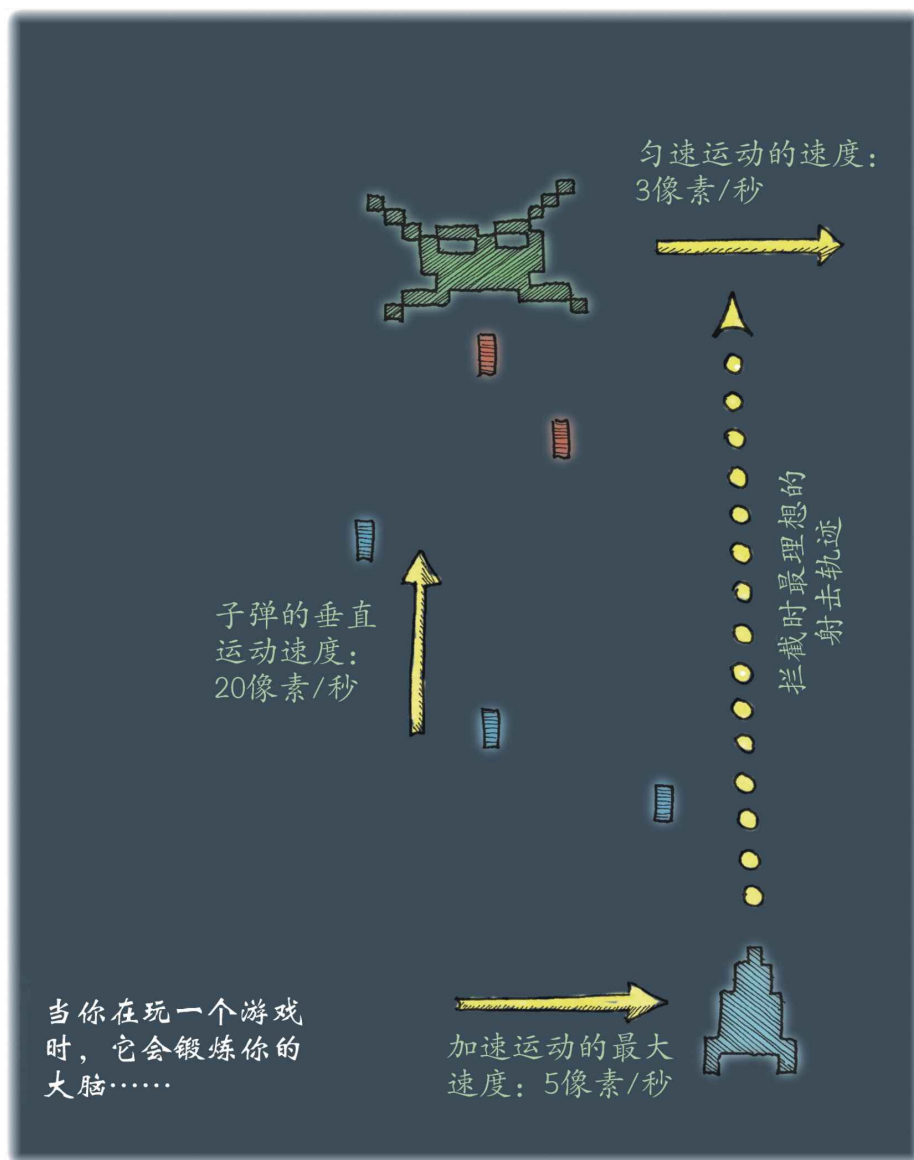 匀速运动的速度：
3像素/秒
拦截时最理想的
射击轨迹
子弹的垂直
运动速度：
20像素/秒
加速运动的最大
速度：5像素/秒
当你在玩一个游戏
时，它会锻炼你的
大脑……